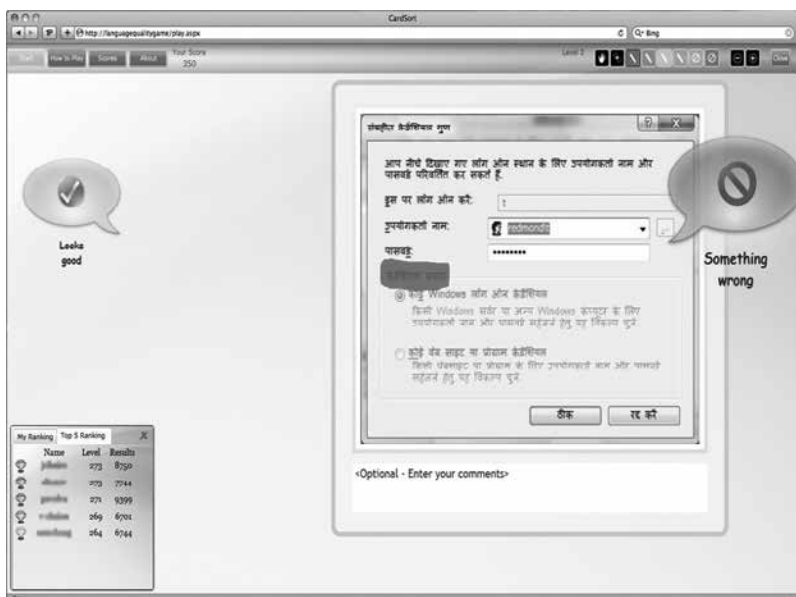 CardSort
http://languagequalitygame/play.aspx
Q- Bing
Start How to Play Scores About Your Score
350
Level 2
Close
संग्रहीत क्रेडेंशियल गुण
आप नीचे दिखाए गए लॉग ऑन स्थान के लिए उपयोगकर्ता नाम और
पासवर्ड परिवर्तित कर सकते हैं.
इस पर लॉग ऑन करें:
t
उपयोगकर्ता नाम:
पासवर्ड:
कोई Windows लॉग ऑन क्रेडेंशियल
किसी Windows सर्वर या अन्य Windows कंप्यूटर के लिए
उपयोगकर्ता नाम और पासवर्ड सहेजने हेतु यह विकल्प चुनें.
कोई वेब साइट या प्रोग्राम क्रेडेंशियल
किसी वेबसाइट या प्रोग्राम के लिए उपयोगकर्ता नाम और पासवर्ड
सहेजने हेतु यह विकल्प चुनें.
ठीक
रद्द करें
Looks
good
Something
wrong
<Optional - Enter your comments>
My Ranking Top 5 Ranking X
Name Level Results
273 8750
273 7744
271 9399
269 6701
264 6744